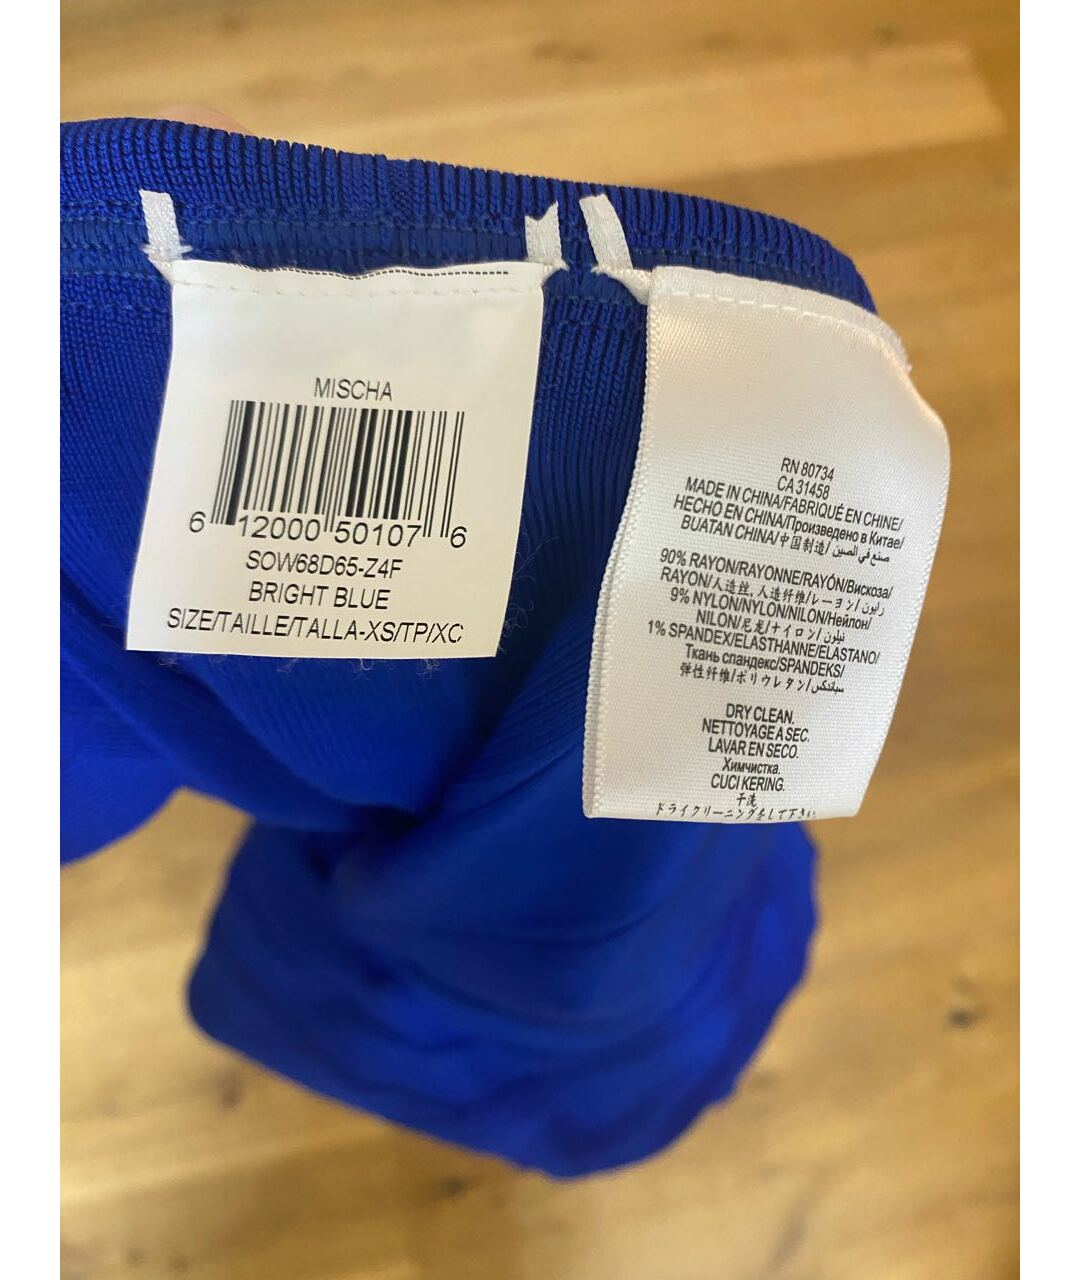 MISCHA
6 12000 50107 6
SOW68D65-Z4F
BRIGHT BLUE
SIZE/TAILLE/TALLA-XS/TP/XC
RN 80734
CA 31458
MADE IN CHINA/FABRIQUÉ EN CHINE/
HECHO EN CHINA/Произведено в Китае/
BUATAN CHINA/中国制造/صنع في الصين
90% RAYON/RAYONNE/RAYÓN/Вискоза/
RAYON/人造丝, 人造纤维/レーヨン/رايون
9% NYLON/NYLON/NILON/Нейлон/
NILON/尼龙/ナイロン/نيلون
1% SPANDEX/ELASTHANNE/ELASTANO/
Ткань спандекс/SPANDEKS/
弹性纤维/ポリウレタン/سباندكس
DRY CLEAN.
NETTOYAGE A SEC.
LAVAR EN SECO.
Химчистка.
CUCI KERING.
干洗
ドライクリーニングをして下さい